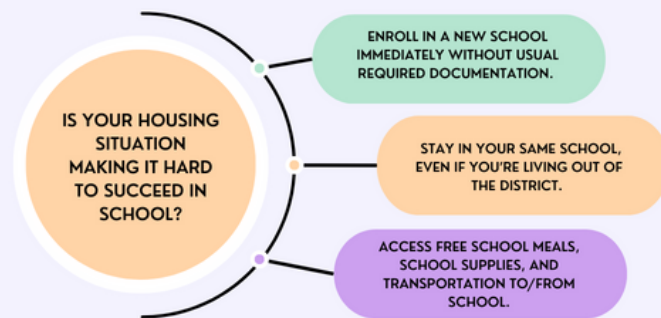 IS YOUR HOUSING
SITUATION
MAKING IT HARD
TO SUCCEED IN
SCHOOL?
ENROLL IN A NEW SCHOOL
IMMEDIATELY WITHOUT USUAL
REQUIRED DOCUMENTATION.
STAY IN YOUR SAME SCHOOL,
EVEN IF YOU'RE LIVING OUT OF
THE DISTRICT.
ACCESS FREE SCHOOL MEALS,
SCHOOL SUPPLIES, AND
TRANSPORTATION TO/FROM
SCHOOL.